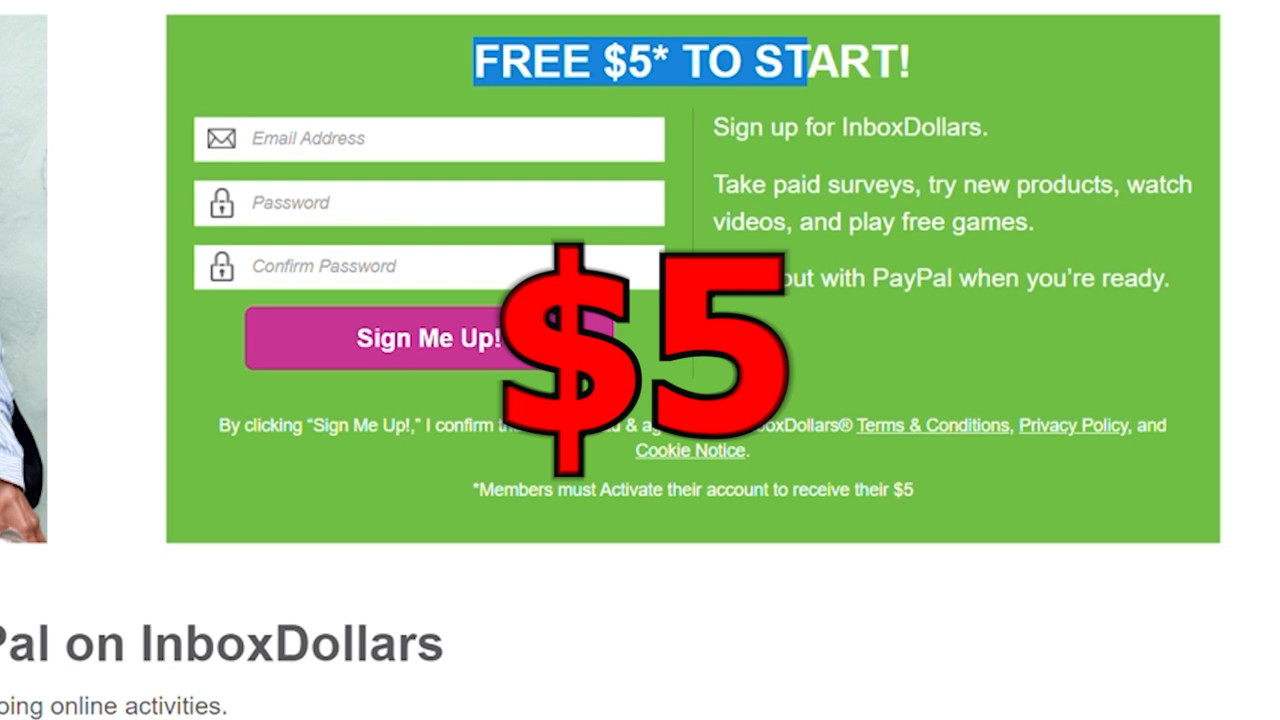 FREE $5* TO START!
Email Address
Password
Confirm Password
Sign Me Up!
Sign up for InboxDollars.
Take paid surveys, try new products, watch
videos, and play free games.
out with PayPal when you’re ready.
$5
By clicking “Sign Me Up!,” I confirm & Terms & Conditions, Privacy Policy, and
Cookie Notice.
*Members must Activate their account to receive their $5
Pal on InboxDollars
oing online activities.